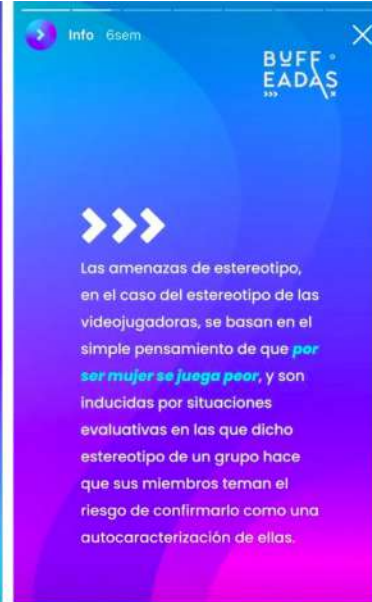 Info 6sem
BUFF
EADAS
Las amenazas de estereotipo,
en el caso del estereotipo de las
videojugadoras, se basan en el
simple pensamiento de que por
ser mujer se juega peor, y son
inducidas por situaciones
evaluativas en las que dicho
estereotipo de un grupo hace
que sus miembros teman el
riesgo de confirmarlo como una
autocaracterización de ellas.